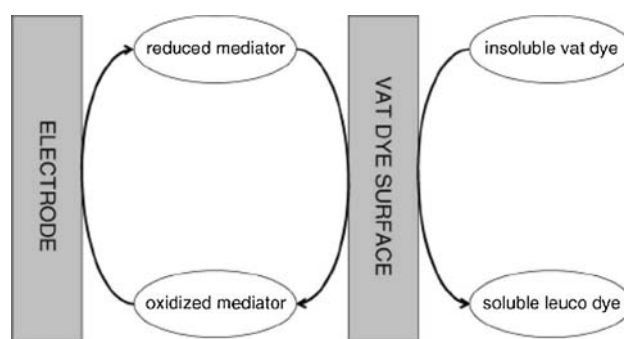 reduced mediator
insoluble vat dye
ELECTRODE
VAT DYE SURFACE
oxidized mediator
soluble leuco dye